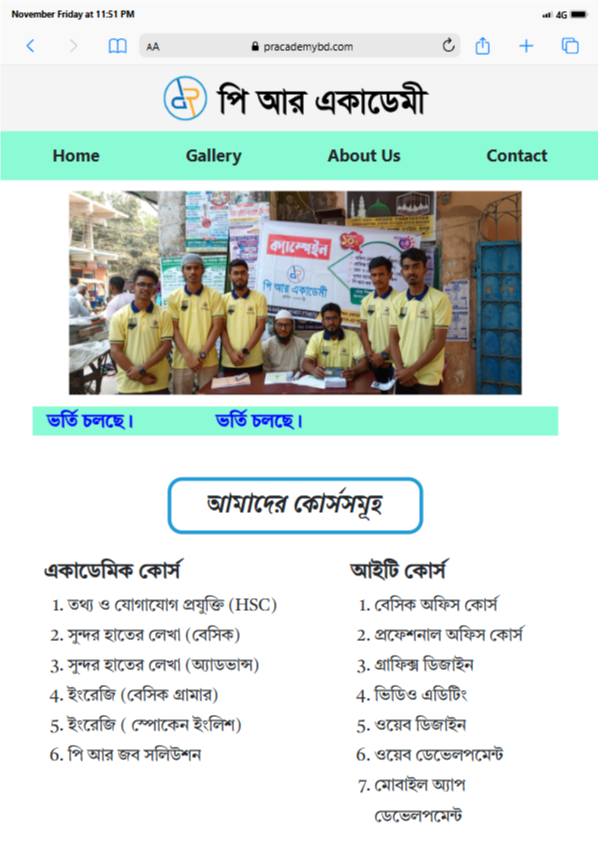 November Friday at 11:51 PM
4G
AA
pracademybd.com
পি আর একাডেমী
Home Gallery About Us Contact
ক্যাম্পেইন
পি আর একাডেমী
ভর্তি চলছে। ভর্তি চলছে।
আমাদের কোর্সসমূহ
একাডেমিক কোর্স
1. তথ্য ও যোগাযোগ প্রযুক্তি (HSC)
2. সুন্দর হাতের লেখা (বেসিক)
3. সুন্দর হাতের লেখা (অ্যাডভান্স)
4. ইংরেজি (বেসিক গ্রামার)
5. ইংরেজি ( স্পোকেন ইংলিশ)
6. পি আর জব সলিউশন
আইটি কোর্স
1. বেসিক অফিস কোর্স
2. প্রফেশনাল অফিস কোর্স
3. গ্রাফিক্স ডিজাইন
4. ভিডিও এডিটিং
5. ওয়েব ডিজাইন
6. ওয়েব ডেভেলপমেন্ট
7. মোবাইল অ্যাপ
ডেভেলপমেন্ট